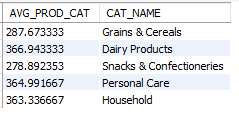 AVG_PROD_CAT CAT_NAME
287.673333 Grains & Cereals
366.943333 Dairy Products
278.892353 Snacks & Confectioneries
364.991667 Personal Care
363.336667 Household